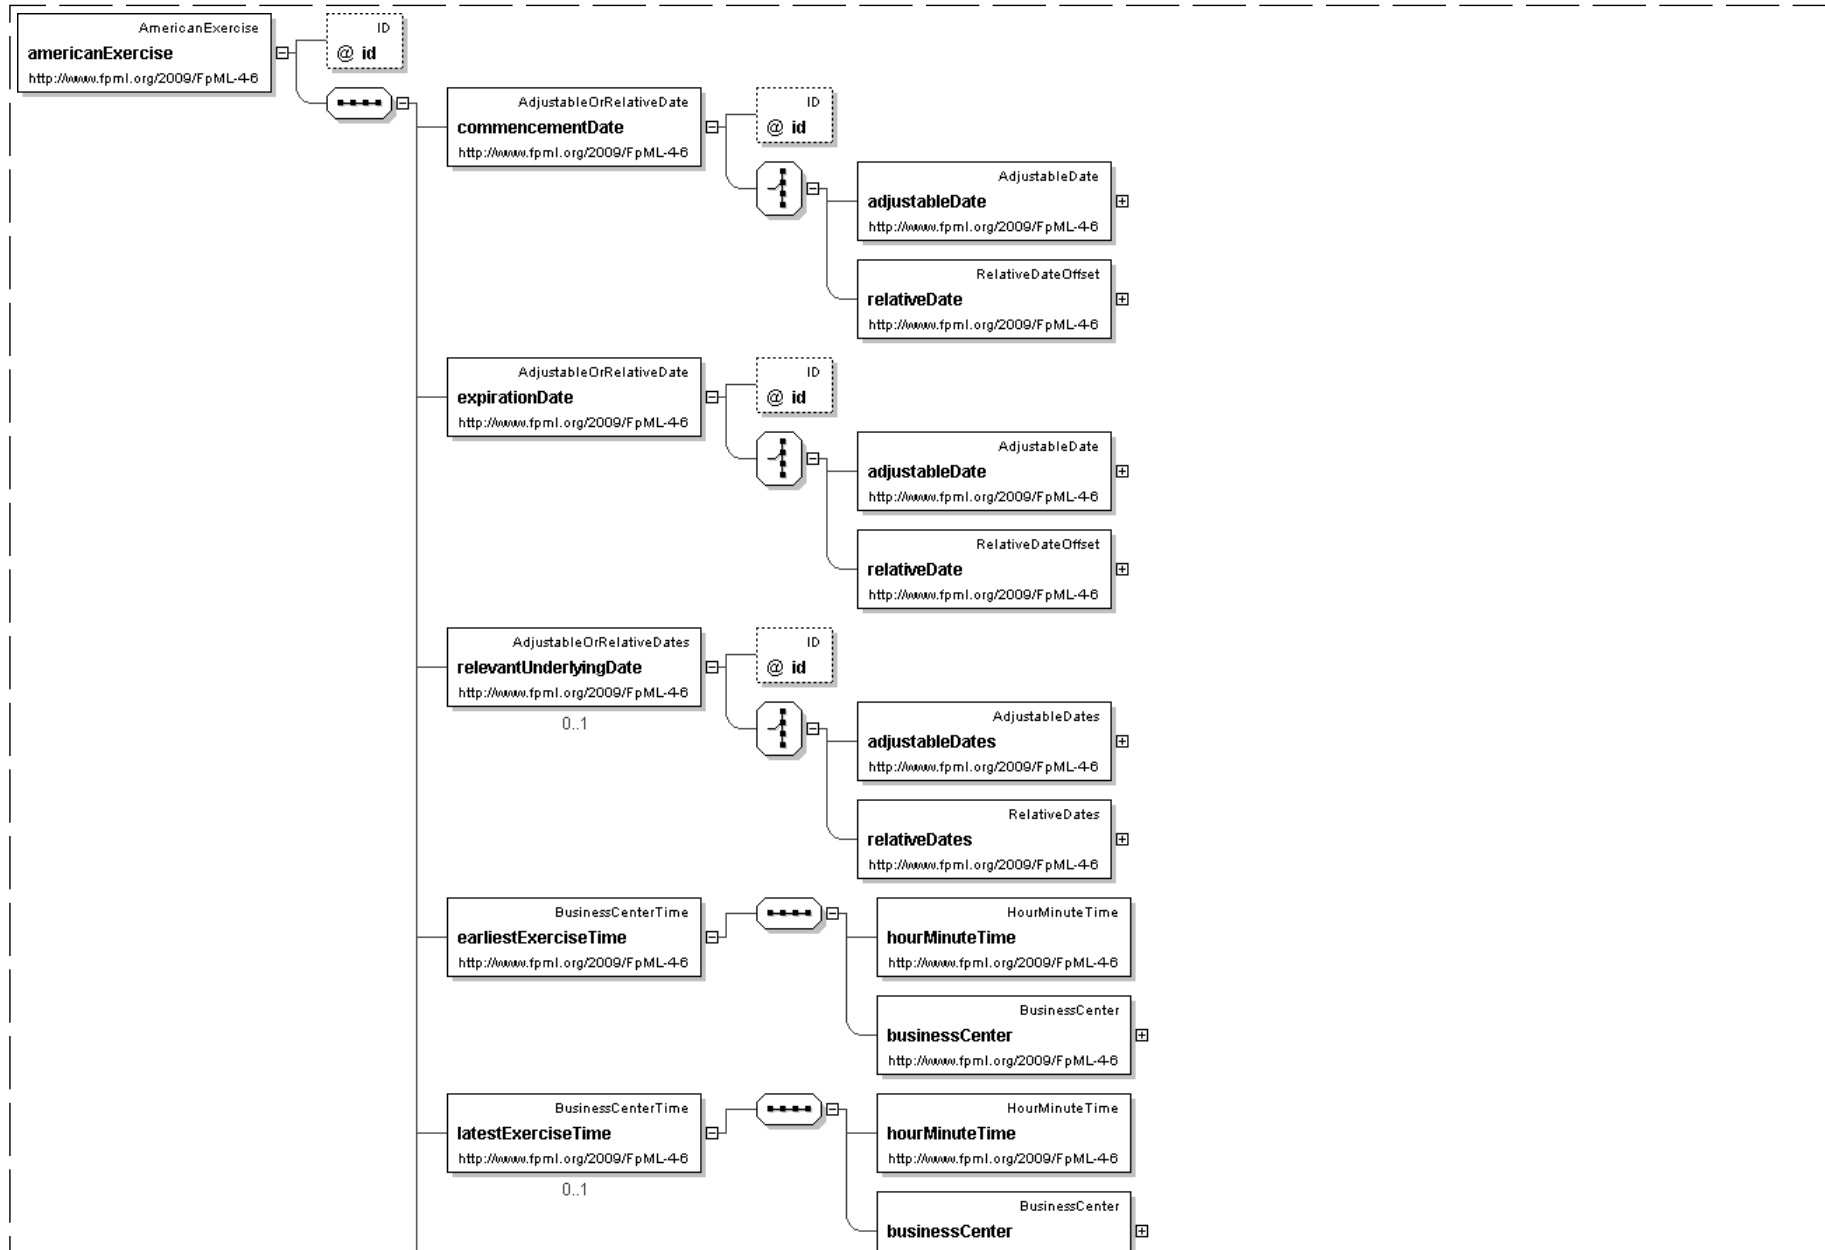 AmericanExercise
americanExercise
http://www.fpml.org/2009/FpML-4-6
ID
@ id
AdjustableOrRelativeDate
commencementDate
http://www.fpml.org/2009/FpML-4-6
ID
@ id
AdjustableDate
adjustableDate
http://www.fpml.org/2009/FpML-4-6
RelativeDateOffset
relativeDate
http://www.fpml.org/2009/FpML-4-6
AdjustableOrRelativeDate
expirationDate
http://www.fpml.org/2009/FpML-4-6
ID
@ id
AdjustableDate
adjustableDate
http://www.fpml.org/2009/FpML-4-6
RelativeDateOffset
relativeDate
http://www.fpml.org/2009/FpML-4-6
AdjustableOrRelativeDates
relevantUnderlyingDate
http://www.fpml.org/2009/FpML-4-6
0..1
ID
@ id
AdjustableDates
adjustableDates
http://www.fpml.org/2009/FpML-4-6
RelativeDates
relativeDates
http://www.fpml.org/2009/FpML-4-6
BusinessCenterTime
earliestExerciseTime
http://www.fpml.org/2009/FpML-4-6
HourMinuteTime
hourMinuteTime
http://www.fpml.org/2009/FpML-4-6
BusinessCenter
businessCenter
http://www.fpml.org/2009/FpML-4-6
BusinessCenterTime
latestExerciseTime
http://www.fpml.org/2009/FpML-4-6
0..1
HourMinuteTime
hourMinuteTime
http://www.fpml.org/2009/FpML-4-6
BusinessCenter
businessCenter